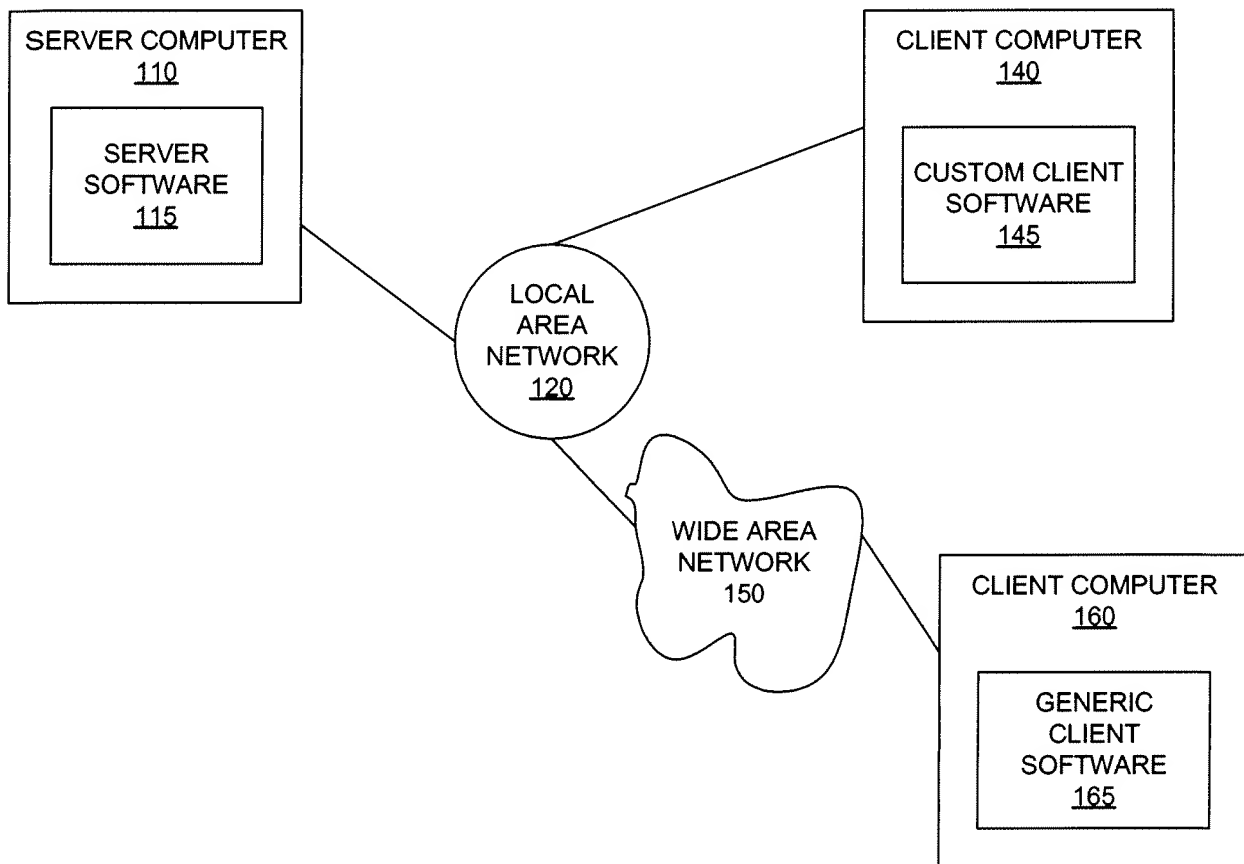 SERVER COMPUTER
110
SERVER
SOFTWARE
115
CLIENT COMPUTER
140
CUSTOM CLIENT
SOFTWARE
145
LOCAL
AREA
NETWORK
120
WIDE AREA
NETWORK
150
CLIENT COMPUTER
160
GENERIC
CLIENT
SOFTWARE
165